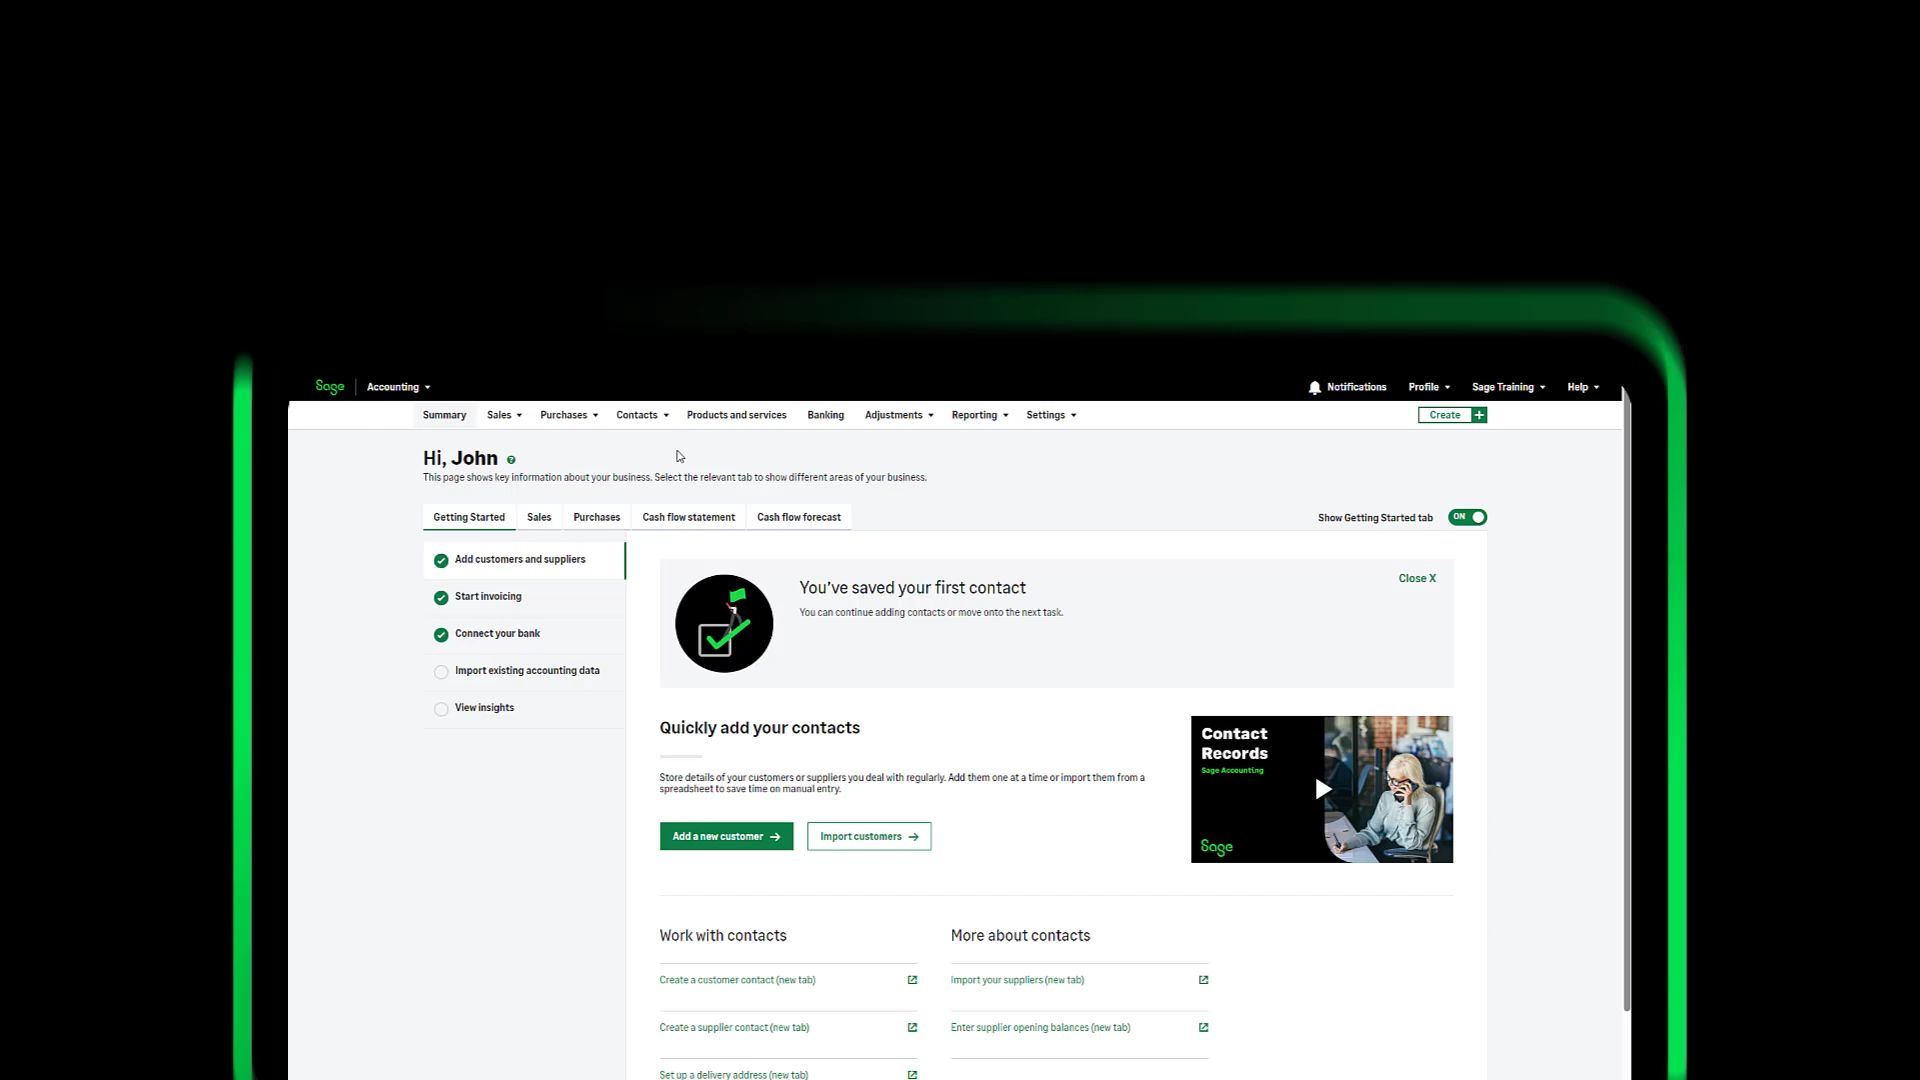 Sage Accounting Notifications Profile Sage Training Help
Summary Sales Purchases Contacts Products and services Banking Adjustments Reporting Settings Create +
Hi, John ?
This page shows key information about your business. Select the relevant tab to show different areas of your business.
Getting Started Sales Purchases Cash flow statement Cash flow forecast Show Getting Started tab ON
Add customers and suppliers
Start invoicing
Connect your bank
Import existing accounting data
View insights
You've saved your first contact
Close X
You can continue adding contacts or move onto the next task.
Quickly add your contacts
Store details of your customers or suppliers you deal with regularly. Add them one at a time or import them from a
spreadsheet to save time on manual entry.
Add a new customer
Import customers
Contact
Records
Sage Accounting
Sage
Work with contacts
Create a customer contact (new tab)
Create a supplier contact (new tab)
Set up a delivery address (new tab)
More about contacts
Import your suppliers (new tab)
Enter supplier opening balances (new tab)